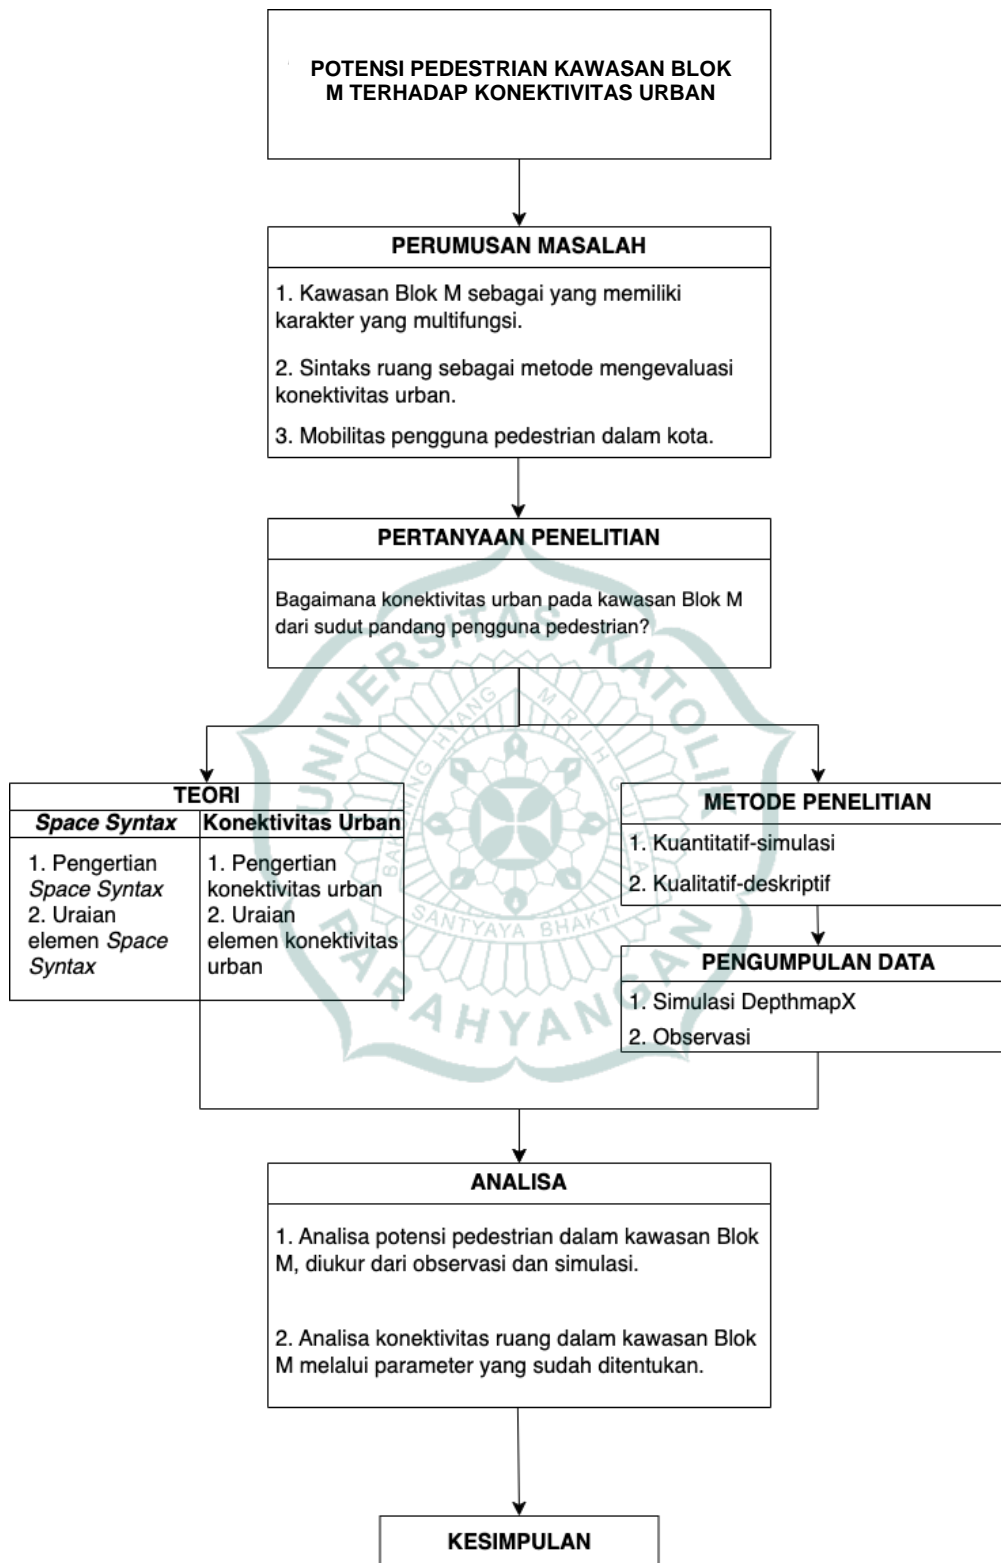 POTENSI PEDESTRIAN KAWASAN BLOK
M TERHADAP KONEKTIVITAS URBAN
PERUMUSAN MASALAH
1. Kawasan Blok M sebagai yang memiliki
karakter yang multifungsi.
2. Sintaks ruang sebagai metode mengevaluasi
konektivitas urban.
3. Mobilitas pengguna pedestrian dalam kota.
PERTANYAAN PENELITIAN
Bagaimana konektivitas urban pada kawasan Blok M
dari sudut pandang pengguna pedestrian?
TEORI
Space Syntax
1. Pengertian
Space Syntax
2. Uraian
elemen Space
Syntax
Konektivitas Urban
1. Pengertian
konektivitas urban
2. Uraian
elemen konektivitas
urban
METODE PENELITIAN
1. Kuantitatif-simulasi
2. Kualitatif-deskriptif
PENGUMPULAN DATA
1. Simulasi DepthmapX
2. Observasi
ANALISA
1. Analisa potensi pedestrian dalam kawasan Blok
M, diukur dari observasi dan simulasi.
2. Analisa konektivitas ruang dalam kawasan Blok
M melalui parameter yang sudah ditentukan.
KESIMPULAN
UNIVERSITAS KATOLIK
PARAHYANGAN
SANTYAYA BHAKTI